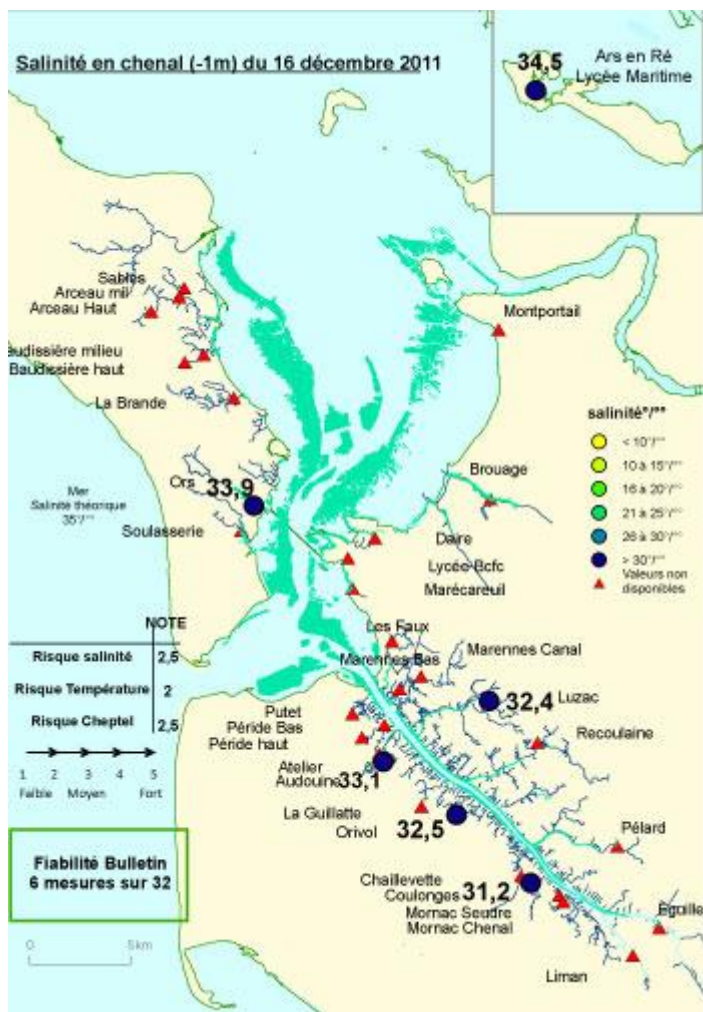 Salinité en chenal (-1m) du 16 décembre 2011
34,5
Ars en Ré
Lycée Maritime
Sables
Arceau mil
Arceau Haut
Montportail
audissière milieu
Baudissière haut
La Brande
salinité°/°°
< 10°/°°
10 à 15°/°°
16 à 20°/°°
21 à 25°/°°
26 à 30°/°°
> 30°/°°
Valeurs non
disponibles
Brouage
Ors
33,9
Mer
Salinité théorique
35°/°°
Soulasserie
Daire
Lycée-Bcfc
Marécareuil
NOTE
Risque salinité 2,5
Risque Température 2
Risque Cheptel 2,5
1 2 3 4 5
Faible Moyen Fort
Les Faux
Marennes Canal
Marennes Bas
32,4
Luzac
Putet
Péride Bas
Péride haut
Recoulaine
Atelier
Audouine
33,1
La Guillatte
Orivol
32,5
Pélard
Fiabilité Bulletin
6 mesures sur 32
Chaillevette
Coulonges
31,2
Mornac Seudre
Mornac Chenal
Eguille
Liman
0 5km